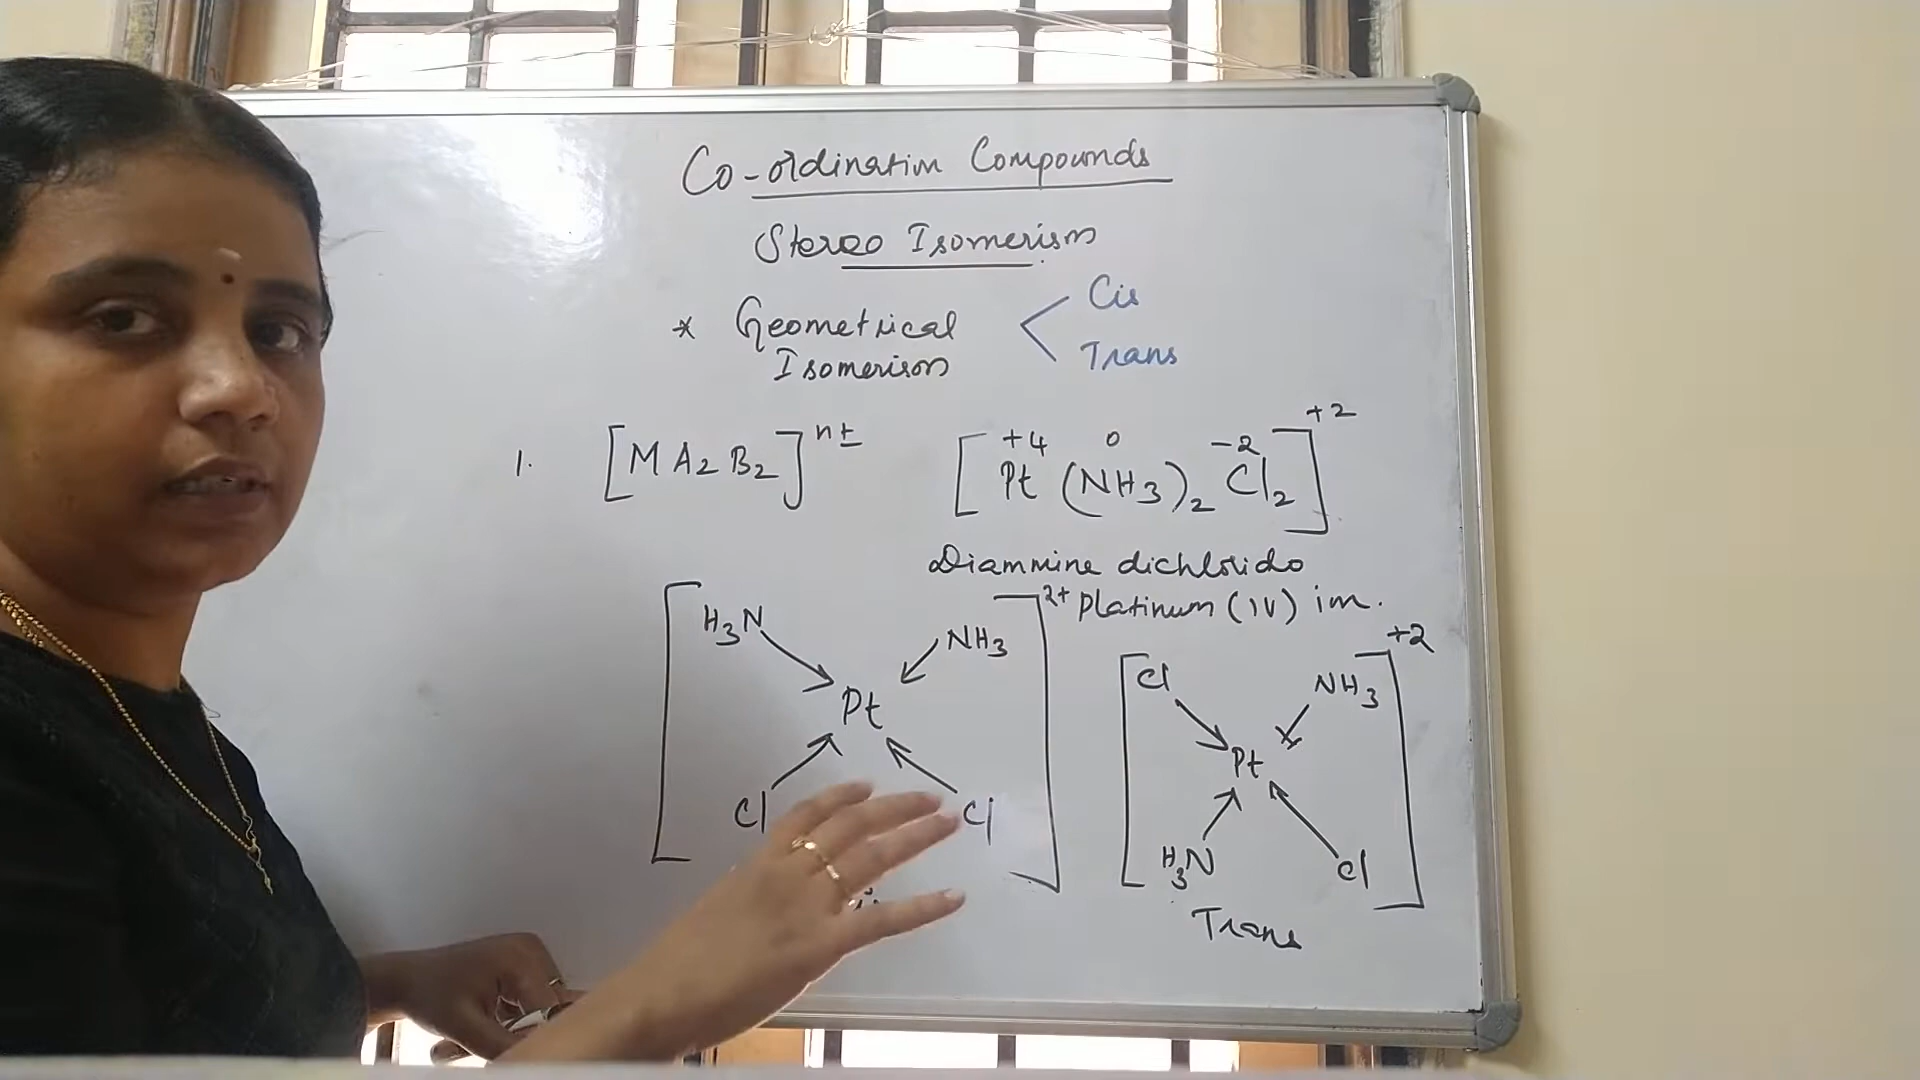 Co-ordination Compounds
Stereo Isomerism
* Geometrical Isomerism
Cis
Trans
1. [MA2B2]n±
[Pt(NH3)2Cl2]+2
+4 0 -2
Diammine dichlorido
Platinum (IV) ion.
[H3N NH3 Pt Cl Cl]2+
[Cl NH3 Pt H3N Cl]+2
Trans